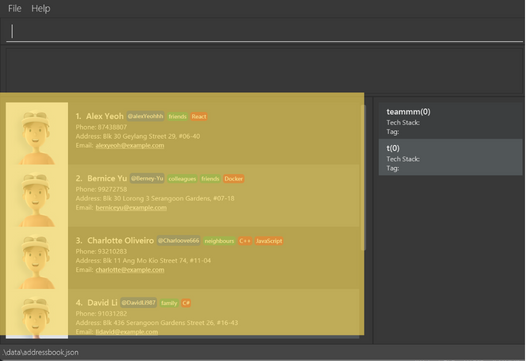 File Help
1. Alex Yeoh @alexYeohhh friends React
Phone: 87438807
Address: Blk 30 Geylang Street 29, #06-40
Email: alexyeoh@example.com
2. Bernice Yu @Berney-Yu colleagues friends Docker
Phone: 99272758
Address: Blk 30 Lorong 3 Serangoon Gardens, #07-18
Email: berniceyu@example.com
3. Charlotte Oliveiro neighbours C++ JavaScript
Phone: 93210283
Address: Blk 11 Ang Mo Kio Street 74, #11-04
Email: charlotte@example.com
4. David Li @DavidLi987 family C#
Phone: 91031282
Address: Blk 436 Serangoon Gardens Street 26, #16-43
Email: lidavid@example.com
teammm(0)
Tech Stack:
Tag:
t(0)
Tech Stack:
Tag:
\data\addressbook.json